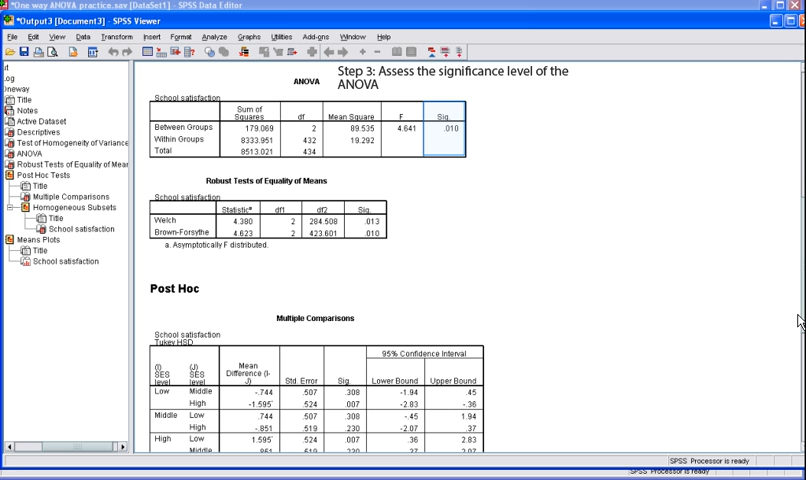 *One way ANOVA practice.sav [DataSet1] - SPSS Data Editor
*Output3 [Document3] - SPSS Viewer
File Edit View Data Transform Insert Format Analyze Graphs Utilities Add-ons Window Help
Log
Oneway
Title
Notes
Active Dataset
Descriptives
Test of Homogeneity of Variance
ANOVA
Robust Tests of Equality of Mear
Post Hoc Tests
Title
Multiple Comparisons
Homogeneous Subsets
Title
School satisfaction
Means Plots
Title
School satisfaction
Step 3: Assess the significance level of the
ANOVA
ANOVA
School satisfaction
Sum of Squares df Mean Square F Sig.
Between Groups 179.069 2 89.535 4.641 .010
Within Groups 8333.951 432 19.292
Total 8513.021 434
Robust Tests of Equality of Means
School satisfaction
Statistic* df1 df2 Sig.
Welch 4.380 2 284.508 .013
Brown-Forsythe 4.623 2 423.601 .010
a. Asymptotically F distributed.
Post Hoc
Multiple Comparisons
School satisfaction
Tukey HSD
95% Confidence Interval
(I) SES level (J) SES level Mean Difference (I-J) Std. Error Sig. Lower Bound Upper Bound
Low Middle -.744 .507 .308 -1.94 .45
High -1.595* .524 .007 -2.83 -.36
Middle Low .744 .507 .308 -.45 1.94
High -.851 .519 .230 -2.07 .37
High Low 1.595* .524 .007 .36 2.83
Middle .851 .519 .230 .37 2.07
SPSS Processor is ready
SPSS Processor is ready